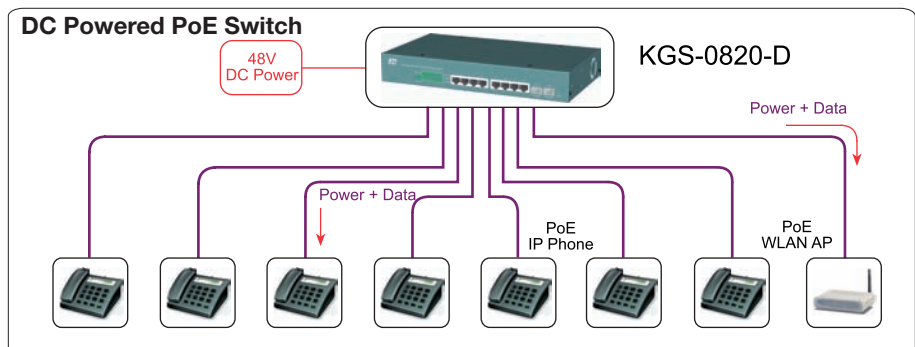 DC Powered PoE Switch
48V
DC Power
KGS-0820-D
Power + Data
Power + Data
PoE
IP Phone
PoE
WLAN AP